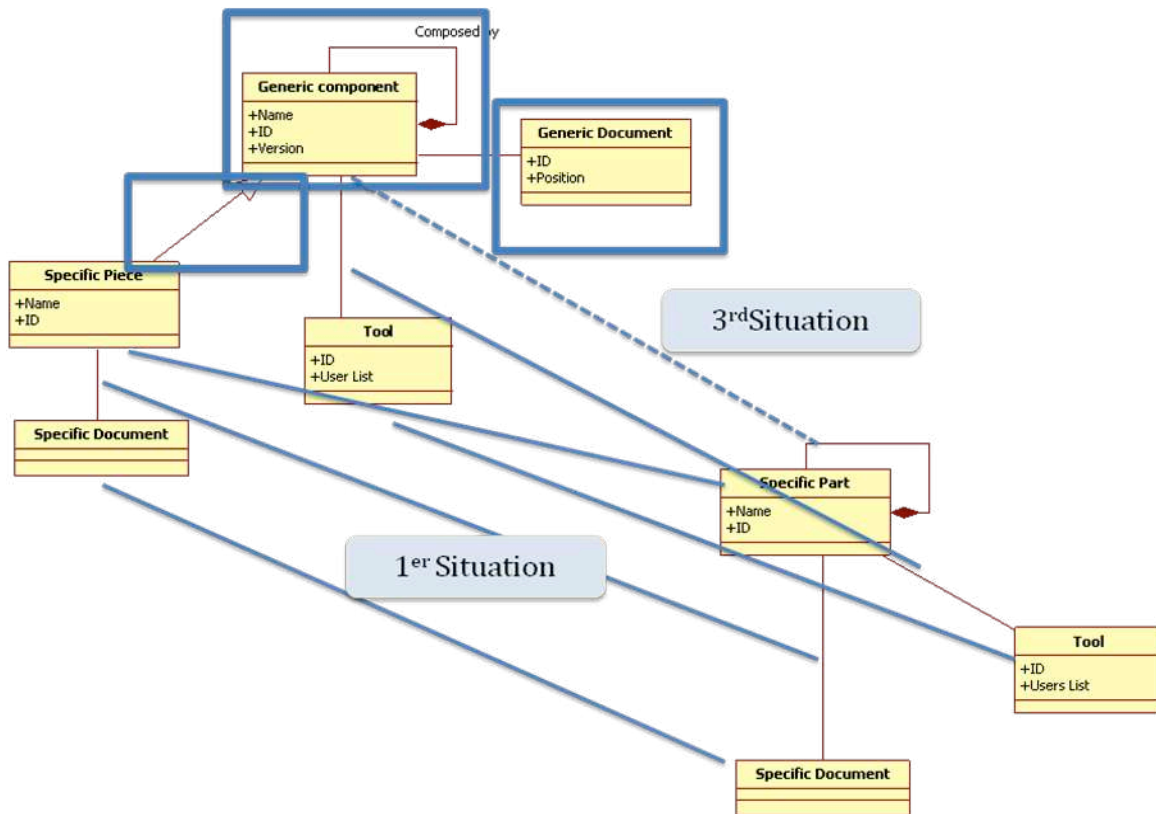 Composed by
Generic component
+Name
+ID
+Version
Generic Document
+ID
+Position
Specific Piece
+Name
+ID
Tool
+ID
+User List
3rdSituation
Specific Document
Specific Part
+Name
+ID
1er Situation
Tool
+ID
+Users List
Specific Document